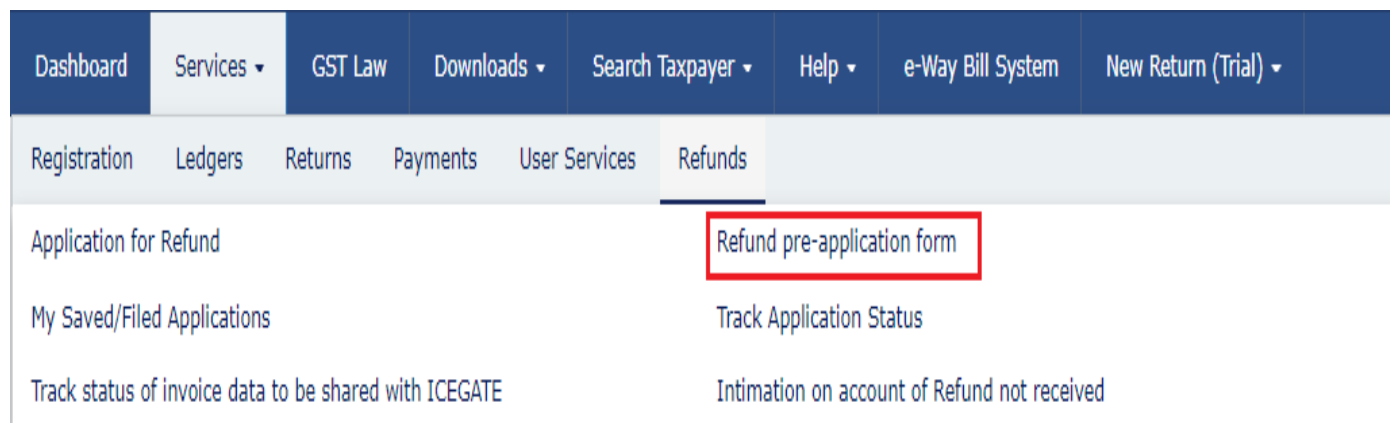 Dashboard Services GST Law Downloads Search Taxpayer Help e-Way Bill System New Return (Trial)
Registration Ledgers Returns Payments User Services Refunds
Application for Refund Refund pre-application form
My Saved/Filed Applications Track Application Status
Track status of invoice data to be shared with ICEGATE Intimation on account of Refund not received